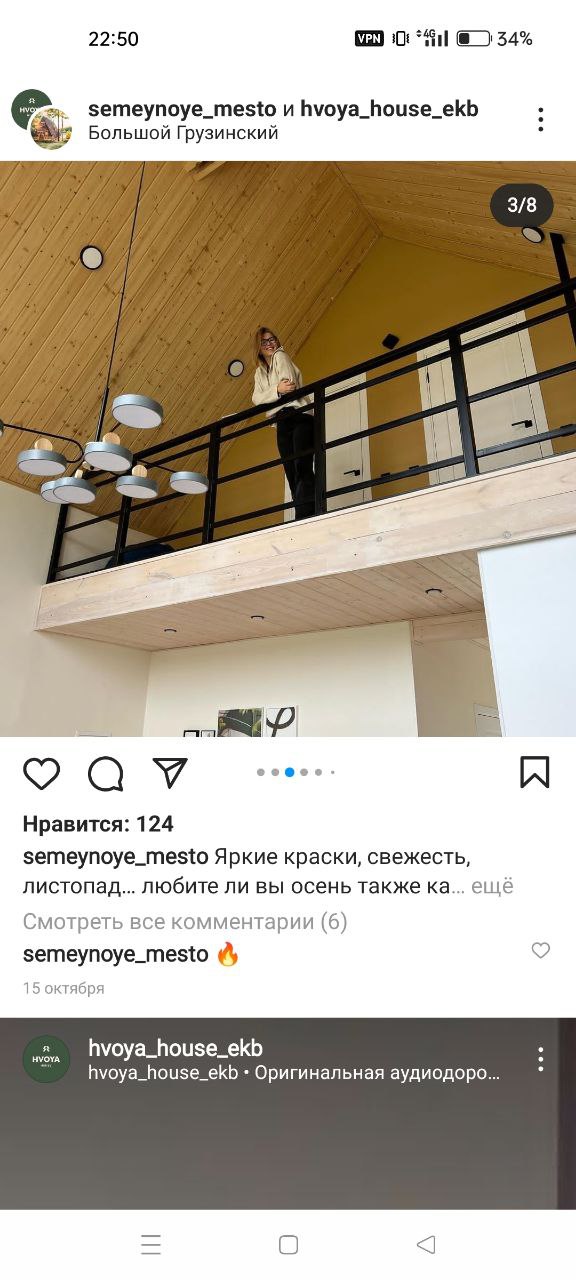 22:50
VPN 4G 34%
HVOYA
semeynoye_mesto и hvoya_house_ekb
Большой Грузинский
3/8
Нравится: 124
semeynoye_mesto Яркие краски, свежесть,
листопад... любите ли вы осень также ка... ещё
Смотреть все комментарии (6)
semeynoye_mesto 🔥
15 октября
HVOYA
hvoya_house_ekb
hvoya_house_ekb • Оригинальная аудиодоро...